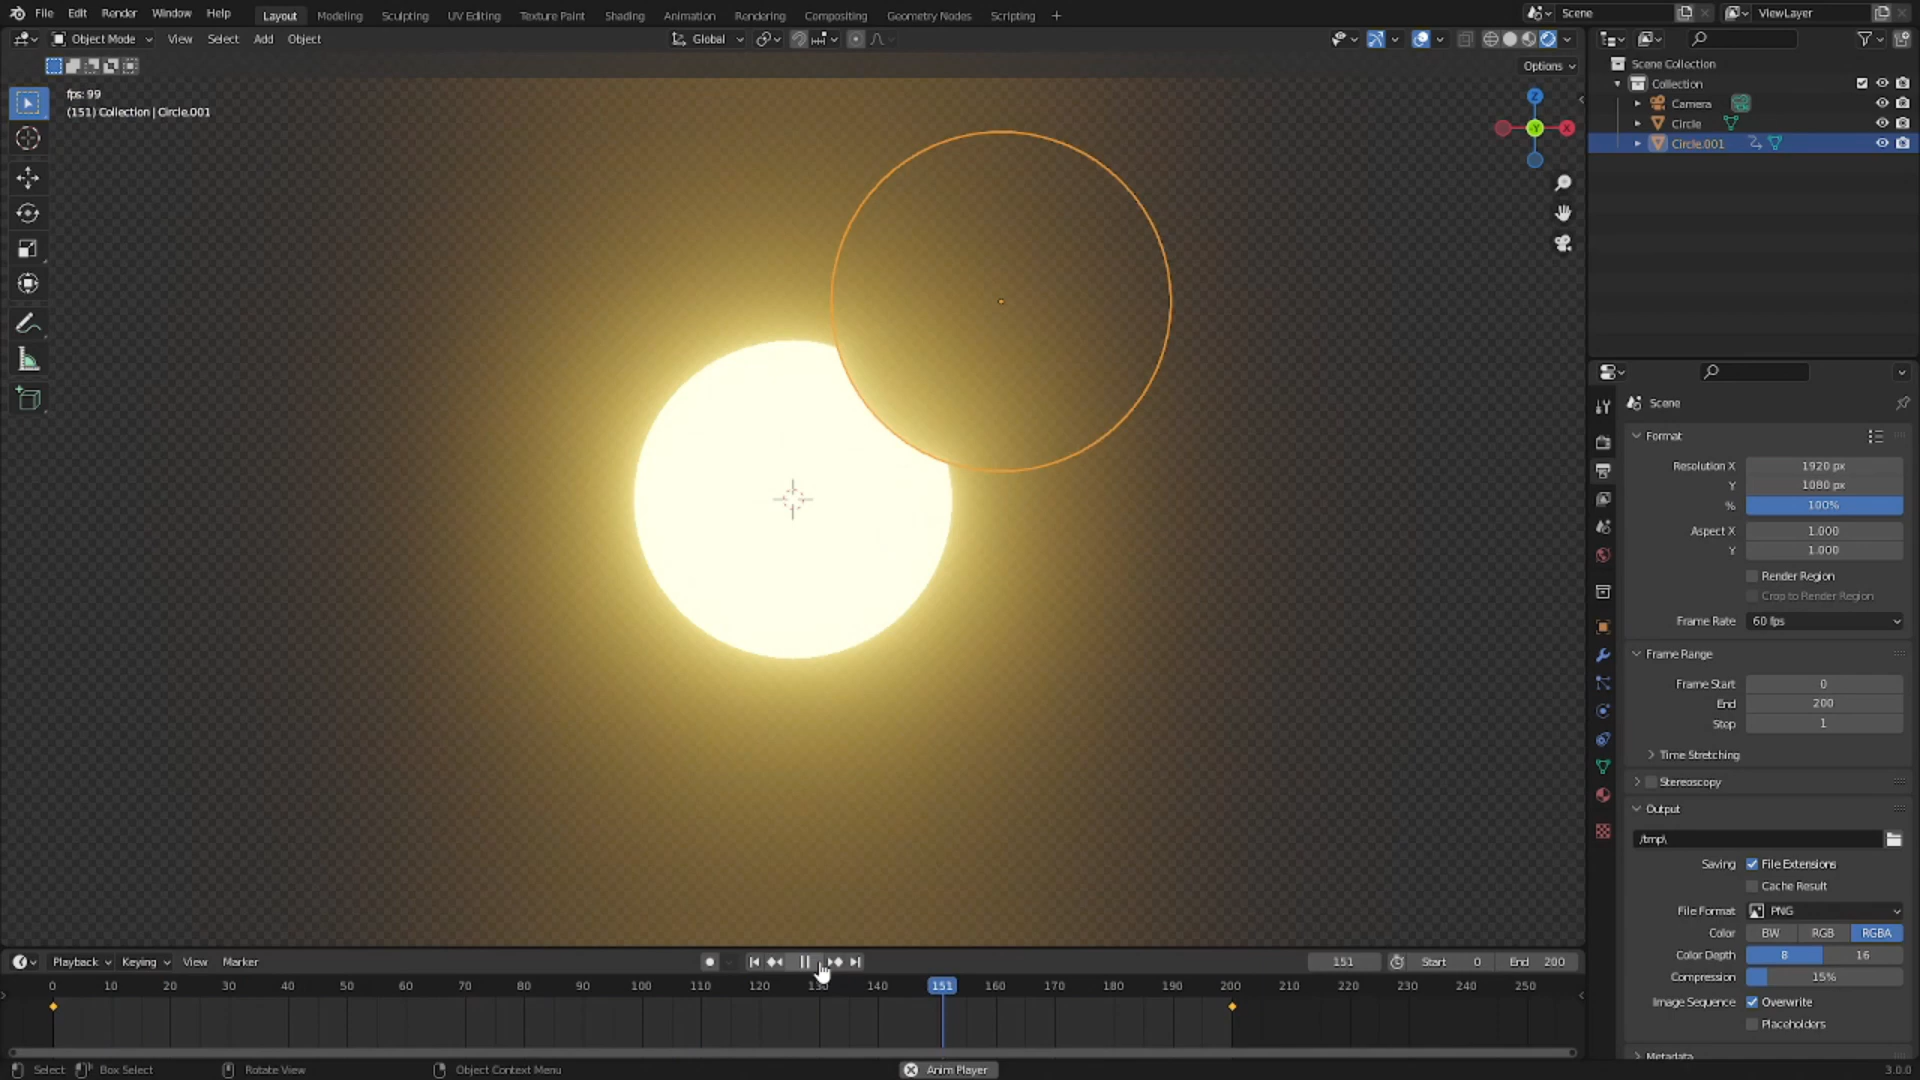 File Edit Render Window Help Layout Modeling Sculpting UV Editing Texture Paint Shading Animation Rendering Compositing Geometry Nodes Scripting + Scene ViewLayer
Object Mode View Select Add Object Global
Options
fps: 99
(151) Collection | Circle.001
Z
-Y
X
Scene Collection
Collection
Camera
Circle
Circle.001
Scene
Format
Resolution X 1920 px
Y 1080 px
% 100%
Aspect X 1.000
Y 1.000
Render Region
Crop to Render Region
Frame Rate 60 fps
Frame Range
Frame Start 0
End 200
Step 1
Time Stretching
Stereoscopy
Output
/tmp\
Saving File Extensions
Cache Result
File Format PNG
Color BW RGB RGBA
Color Depth 8 16
Compression 15%
Image Sequence Overwrite
Placeholders
Metadata
Playback Keying View Marker 151 Start 0 End 200
0 10 20 30 40 50 60 70 80 90 100 110 120 130 140 151 160 170 180 190 200 210 220 230 240 250
Select Box Select Rotate View Object Context Menu Anim Player 3.0.0